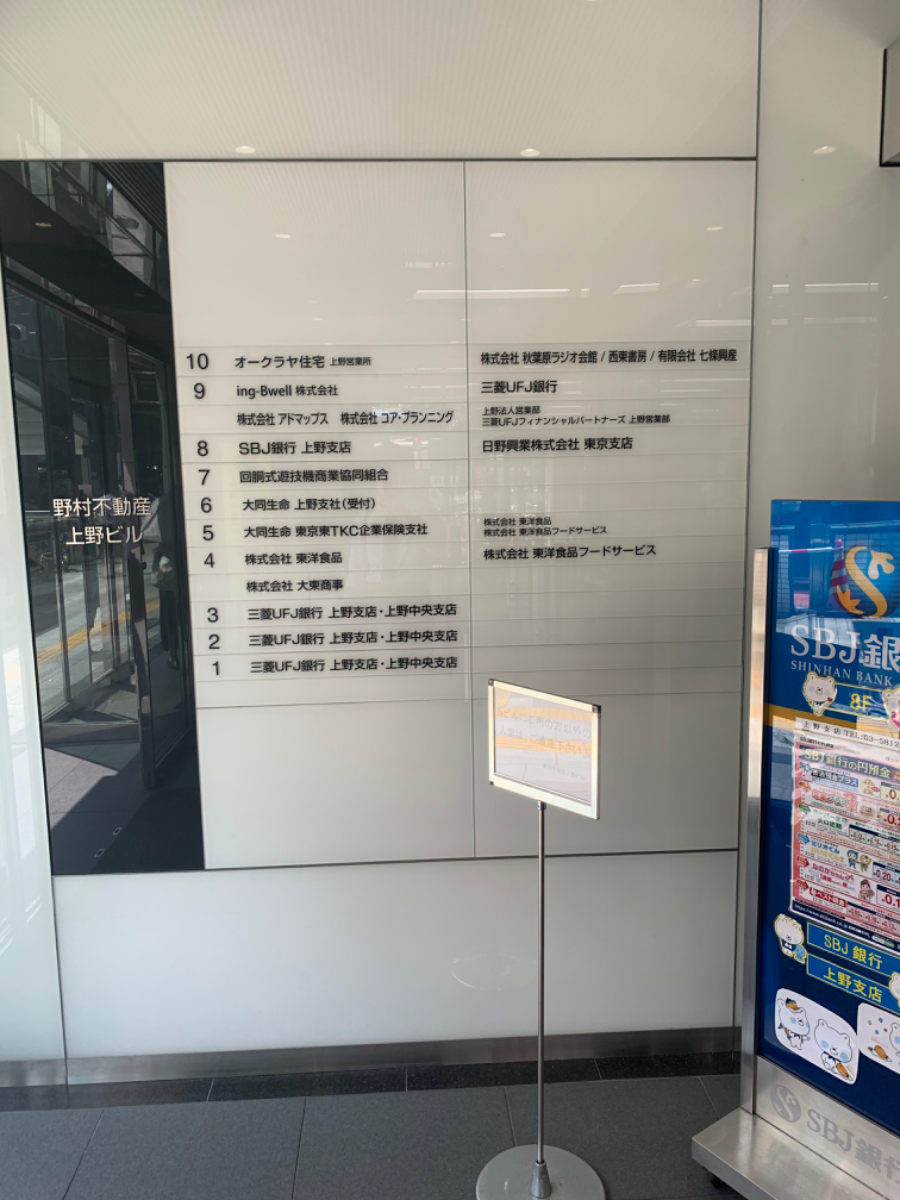 野村不動産
上野ビル
10 オークラヤ住宅 上野営業所 株式会社 秋葉原ラジオ会館 / 西東書房 / 有限会社 七條興産
9 ing-Bwell 株式会社 三菱UFJ銀行
株式会社 アドマップス 株式会社 コア・プランニング
上野法人営業部
三菱UFJフィナンシャルパートナーズ 上野営業部
8 SBJ銀行 上野支店 日野興業株式会社 東京支店
7 回胴式遊技機商業協同組合
6 大同生命 上野支社(受付)
5 大同生命 東京東TKC企業保険支社
株式会社 東洋食品
株式会社 東洋食品フードサービス
4 株式会社 東洋食品 株式会社 東洋食品フードサービス
株式会社 大東商事
3 三菱UFJ銀行 上野支店・上野中央支店
2 三菱UFJ銀行 上野支店・上野中央支店
1 三菱UFJ銀行 上野支店・上野中央支店
SBJ銀
SHINHAN BANK
8F
上野支店 TEL:03-5812
SBJ銀行の円預金
SBJ 銀行
上野支店
SBJ銀行